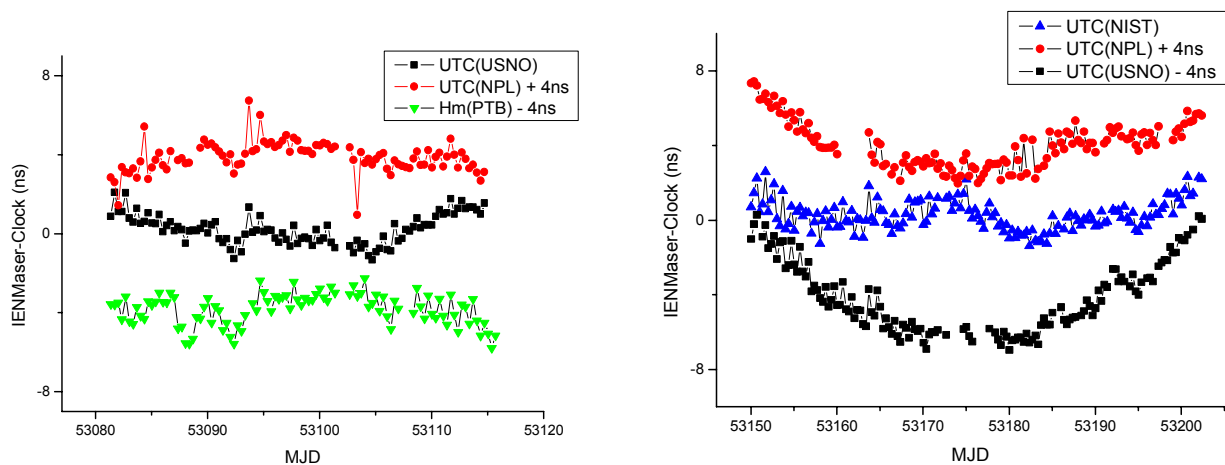 UTC(USNO)
UTC(NPL) + 4ns
Hm(PTB) - 4ns
8
0
-8
IENMaser-Clock (ns)
53080
53090
53100
53110
53120
MJD
UTC(NIST)
UTC(NPL) + 4ns
UTC(USNO) - 4ns
8
0
-8
IENMaser-Clock (ns)
53150
53160
53170
53180
53190
53200
MJD